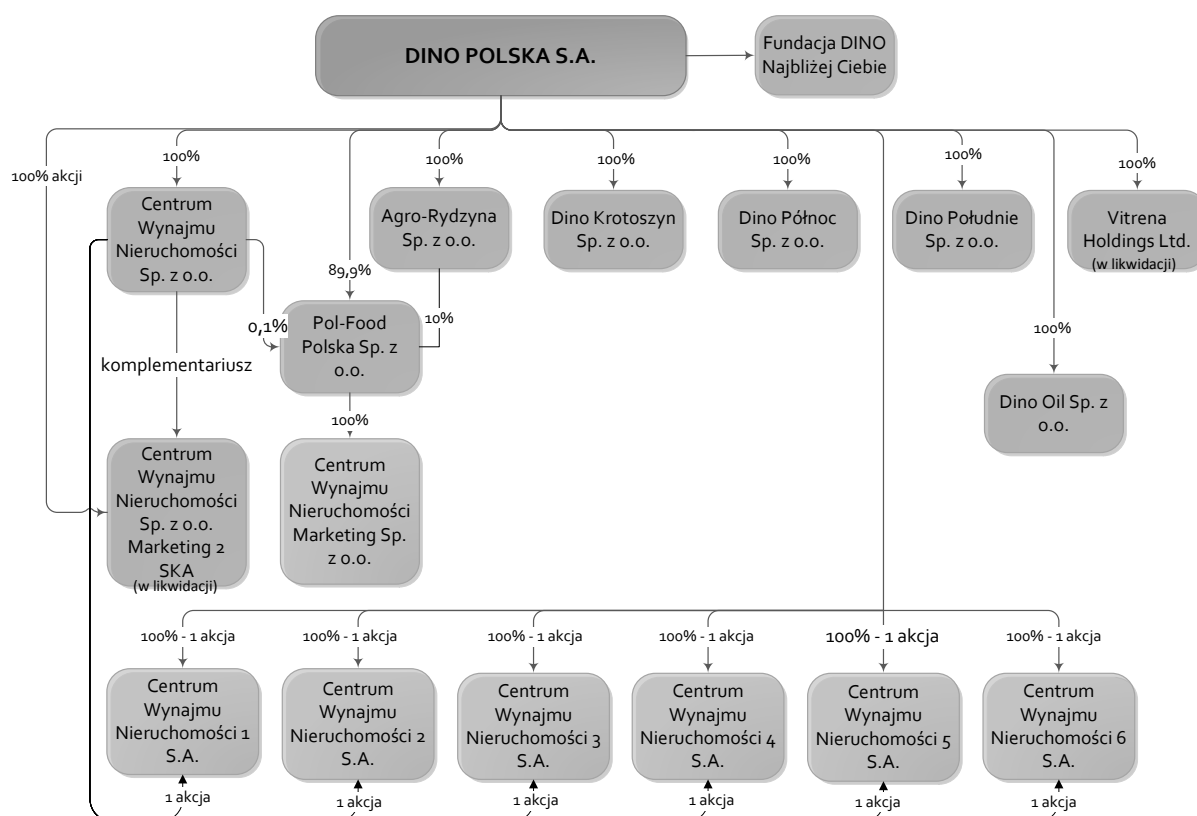 DINO POLSKA S.A.
Fundacja DINO
Najbliżej Ciebie
100% akcji
100%
100%
100%
100%
100%
100%
Centrum
Wynajmu
Nieruchomości
Sp. z o.o.
Agro-Rydzyna
Sp. z o.o.
Dino Krotoszyn
Sp. z o.o.
Dino Północ
Sp. z o.o.
Dino Południe
Sp. z o.o.
Vitrena
Holdings Ltd.
(w likwidacji)
89,9%
0,1%
Pol-Food
Polska Sp. z
o.o.
10%
100%
komplementariusz
Dino Oil Sp. z
o.o.
100%
Centrum
Wynajmu
Nieruchomości
Sp. z o.o.
Marketing 2
SKA
(w likwidacji)
Centrum
Wynajmu
Nieruchomości
Marketing Sp.
z o.o.
100% - 1 akcja
100% - 1 akcja
100% - 1 akcja
100% - 1 akcja
100% - 1 akcja
100% - 1 akcja
Centrum
Wynajmu
Nieruchomości 1
S.A.
Centrum
Wynajmu
Nieruchomości 2
S.A.
Centrum
Wynajmu
Nieruchomości 3
S.A.
Centrum
Wynajmu
Nieruchomości 4
S.A.
Centrum
Wynajmu
Nieruchomości 5
S.A.
Centrum
Wynajmu
Nieruchomości 6
S.A.
1 akcja
1 akcja
1 akcja
1 akcja
1 akcja
1 akcja